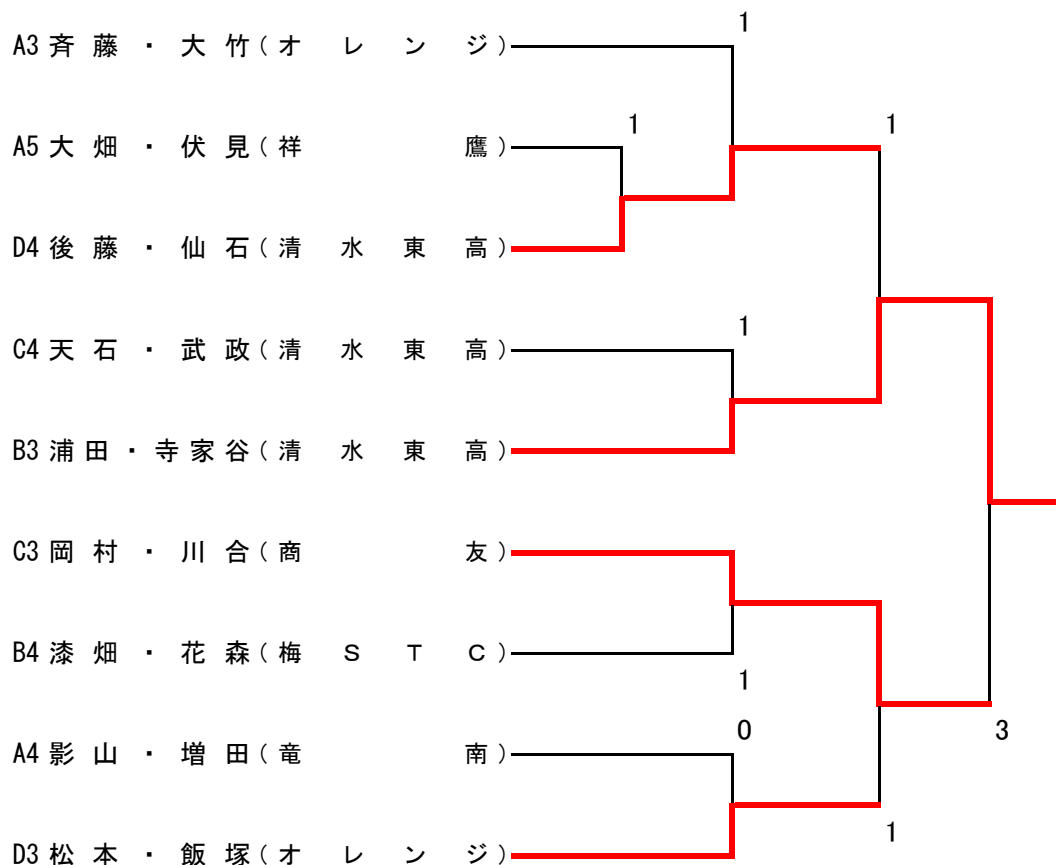 1
A3 斉藤・大竹(オレンジ)
1
1
A5 大畑・伏見(祥鷹)
D4 後藤・仙石(清水東高)
1
C4 天石・武政(清水東高)
B3 浦田・寺家谷(清水東高)
C3 岡村・川合(商友)
B4 漆畑・花森(梅STC)
1
0
3
A4 影山・増田(竜南)
1
D3 松本・飯塚(オレンジ)